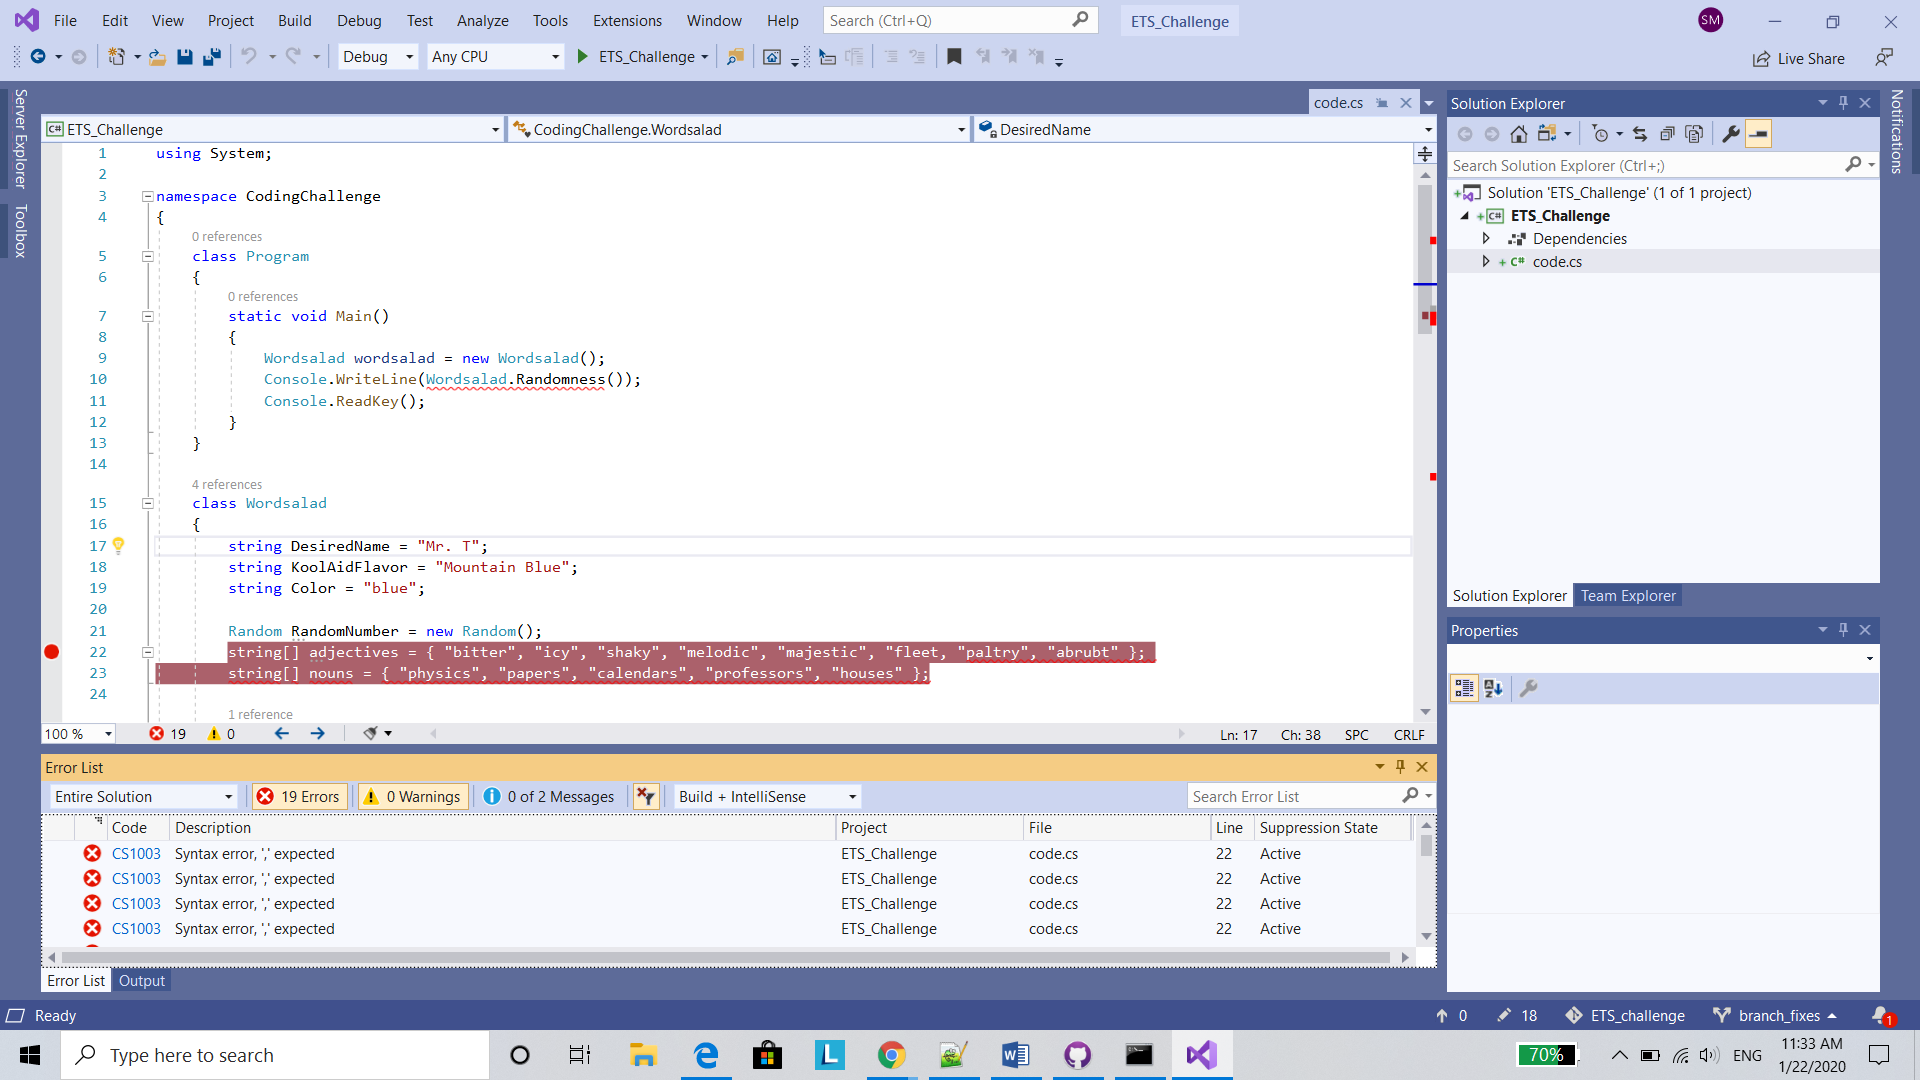 File Edit View Project Build Debug Test Analyze Tools Extensions Window Help Search (Ctrl+Q) ETS_Challenge SM
Debug Any CPU ETS_Challenge Live Share
Server Explorer
Toolbox
code.cs
ETS_Challenge CodingChallenge.Wordsalad DesiredName
1 using System;
2
3 namespace CodingChallenge
4 {
0 references
5 class Program
6 {
0 references
7 static void Main()
8 {
9 Wordsalad wordsalad = new Wordsalad();
10 Console.WriteLine(Wordsalad.Randomness());
11 Console.ReadKey();
12 }
13 }
14
4 references
15 class Wordsalad
16 {
17 string DesiredName = "Mr. T";
18 string KoolAidFlavor = "Mountain Blue";
19 string Color = "blue";
20
21 Random RandomNumber = new Random();
22 string[] adjectives = { "bitter", "icy", "shaky", "melodic", "majestic", "fleet, "paltry", "abrubt" };
23 string[] nouns = { "physics", "papers", "calendars", "professors", "houses" };
24
1 reference
100 % 19 0 Ln: 17 Ch: 38 SPC CRLF
Error List
Entire Solution 19 Errors 0 Warnings 0 of 2 Messages Build + IntelliSense Search Error List
Code Description Project File Line Suppression State
CS1003 Syntax error, ',' expected ETS_Challenge code.cs 22 Active
CS1003 Syntax error, ',' expected ETS_Challenge code.cs 22 Active
CS1003 Syntax error, ',' expected ETS_Challenge code.cs 22 Active
CS1003 Syntax error, ',' expected ETS_Challenge code.cs 22 Active
Error List Output
Solution Explorer
Search Solution Explorer (Ctrl+;)
Solution 'ETS_Challenge' (1 of 1 project)
C# ETS_Challenge
Dependencies
C# code.cs
Solution Explorer Team Explorer
Properties
Notifications
Ready 0 18 ETS_challenge branch_fixes 1
Type here to search 70% ENG 11:33 AM
1/22/2020